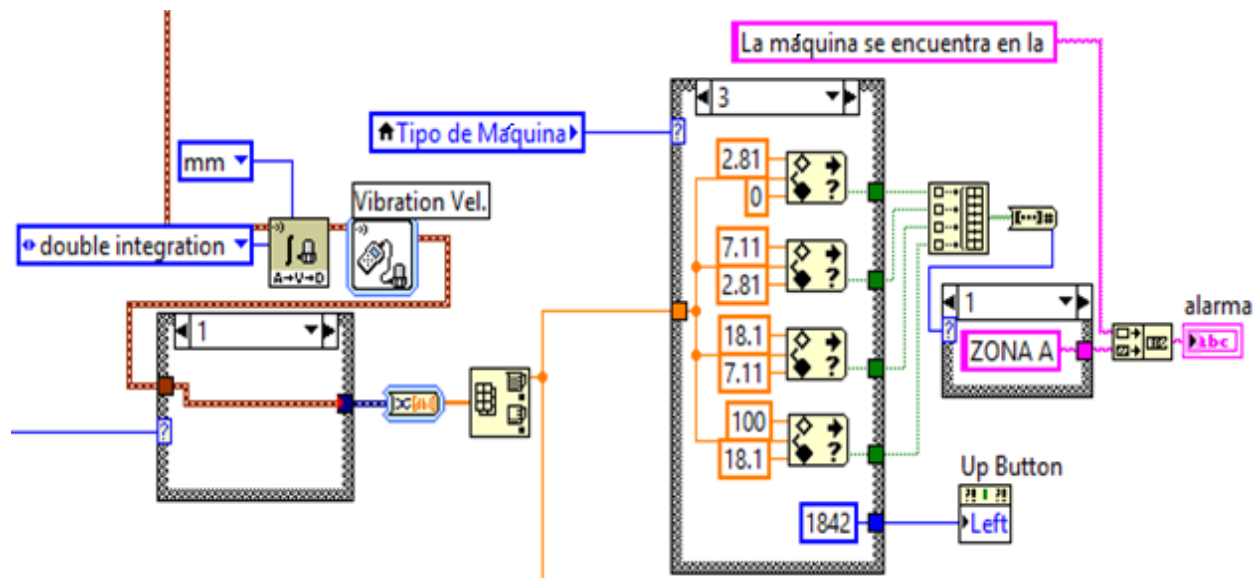 La máquina se encuentra en la
3
Tipo de Máquina
?
mm
2.81
?
0
Vibration Vel.
double integration
A→V→D
7.11
?
2.81
#
1
1
alarma
?
18.1
?
7.11
ZONA A
abc
?
100
?
18.1
Up Button
1842
Left